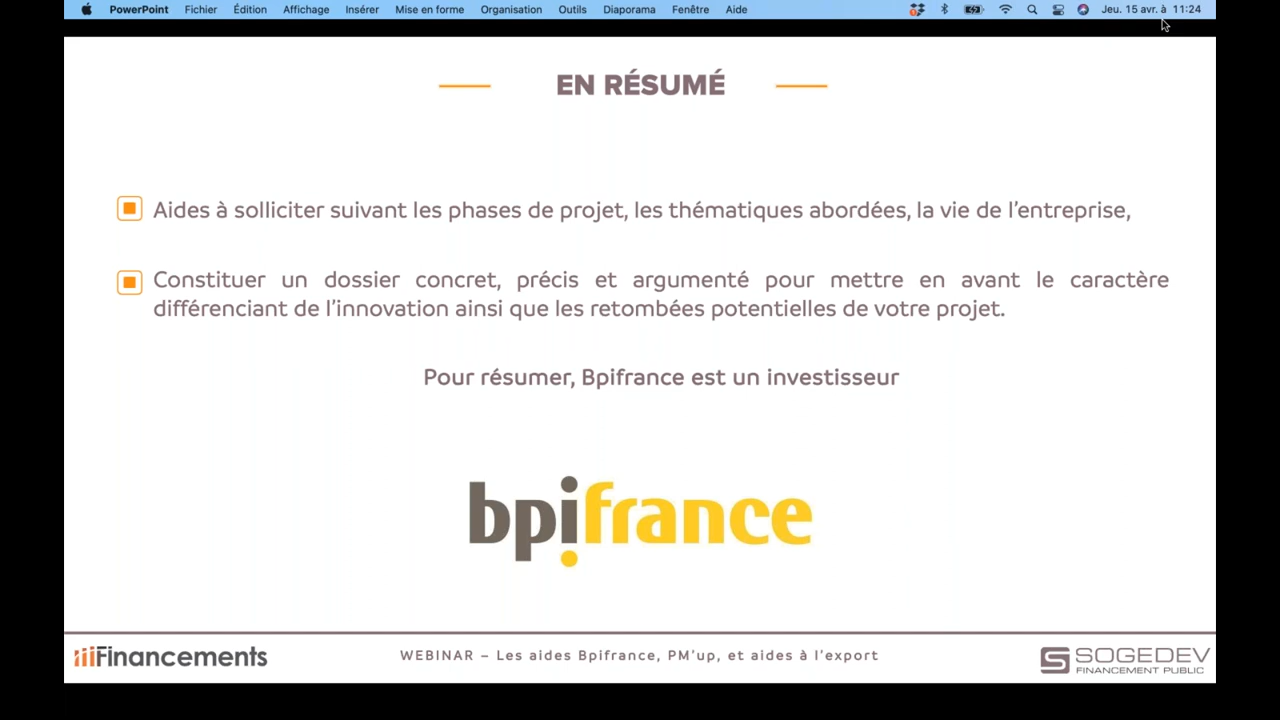 PowerPoint Fichier Édition Affichage Insérer Mise en forme Organisation Outils Diaporama Fenêtre Aide Jeu. 15 avr. à 11:24
EN RÉSUMÉ
Aides à solliciter suivant les phases de projet, les thématiques abordées, la vie de l’entreprise,
Constituer un dossier concret, précis et argumenté pour mettre en avant le caractère
différenciant de l’innovation ainsi que les retombées potentielles de votre projet.
Pour résumer, Bpifrance est un investisseur
bpifrance
Financements
WEBINAR – Les aides Bpifrance, PM’up, et aides à l’export
SOGEDEV
FINANCEMENT PUBLIC